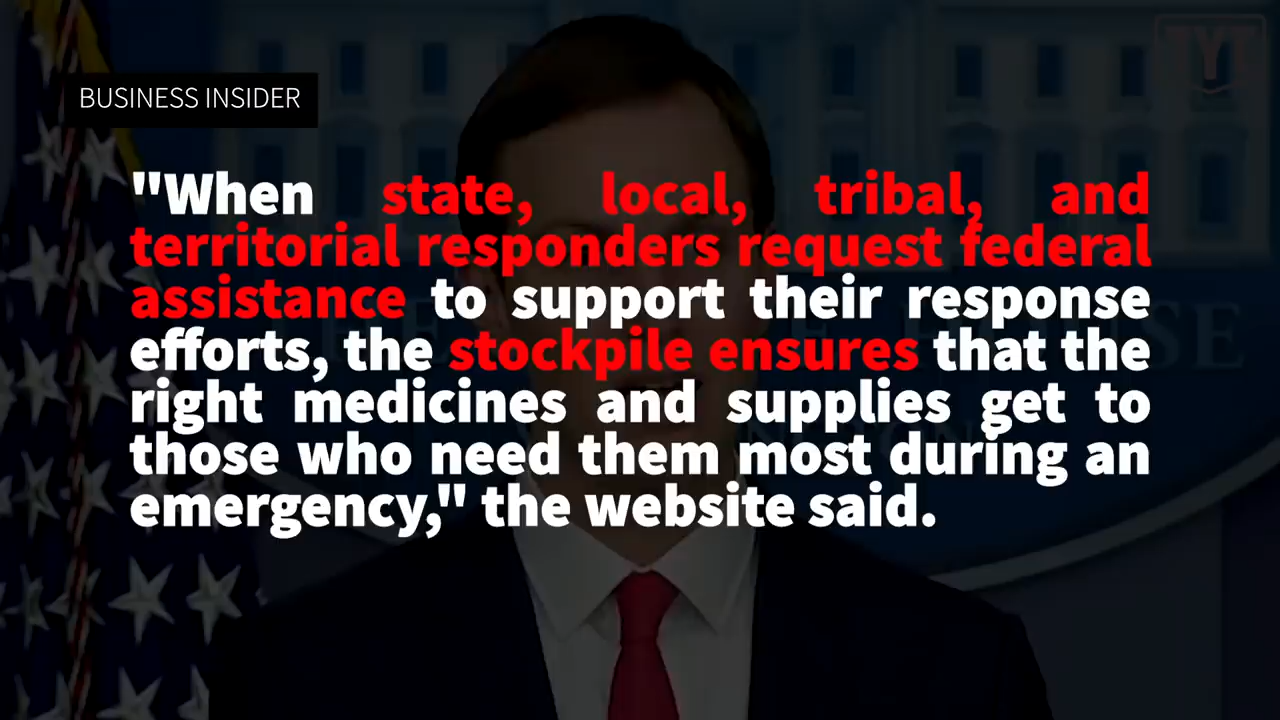 TYT
BUSINESS INSIDER
"When state, local, tribal, and
territorial responders request federal
assistance to support their response
efforts, the stockpile ensures that the
right medicines and supplies get to
those who need them most during an
emergency," the website said.